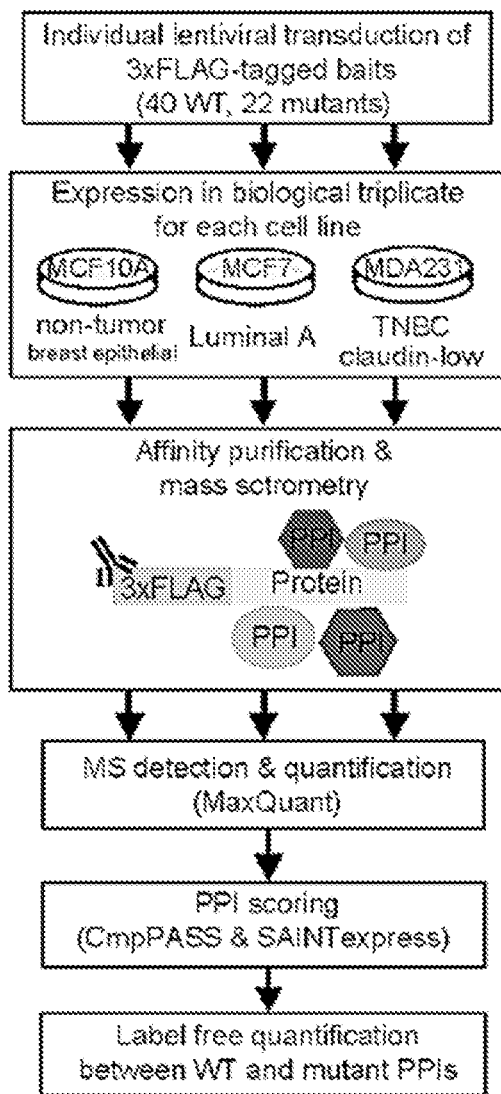 Individual lentiviral transduction of
3xFLAG-tagged baits
(40 WT, 22 mutants)
Expression in biological triplicate
for each cell line
MCF10A MCF7 MDA231
non-tumor
breast epithelial
Luminal A
TNBC
claudin-low
Affinity purification &
mass sctrometry
PPI PPI
3xFLAG Protein
PPI PPI
MS detection & quantification
(MaxQuant)
PPI scoring
(CmpPASS & SAINTexpress)
Label free quantification
between WT and mutant PPIs